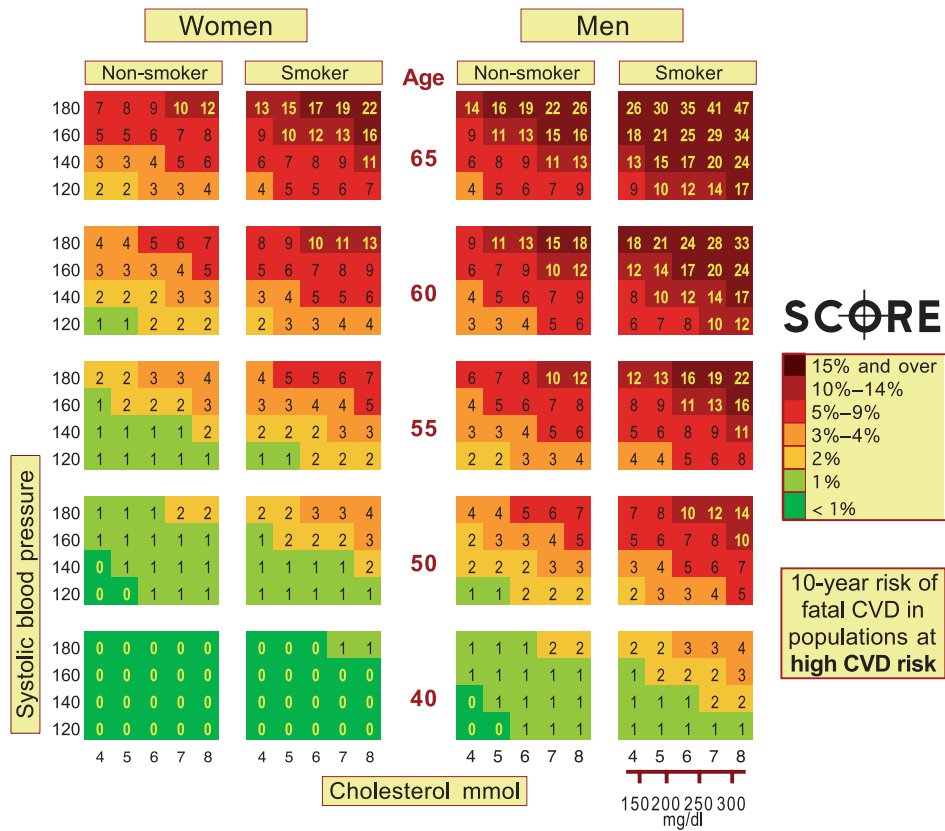 Women Men
Non-smoker Smoker Age Non-smoker Smoker
180 7 8 9 10 12 13 15 17 19 22 14 16 19 22 26 26 30 35 41 47
160 5 5 6 7 8 9 10 12 13 16 9 11 13 15 16 18 21 25 29 34
65
140 3 3 4 5 6 6 7 8 9 11 6 8 9 11 13 13 15 17 20 24
120 2 2 3 3 4 4 5 5 6 7 4 5 6 7 9 9 10 12 14 17
180 4 4 5 6 7 8 9 10 11 13 9 11 13 15 18 18 21 24 28 33
160 3 3 3 4 5 5 6 7 8 9 6 7 9 10 12 12 14 17 20 24
60
140 2 2 2 3 3 3 4 5 5 6 4 5 6 7 9 8 10 12 14 17
120 1 1 2 2 2 2 3 3 4 4 3 3 4 5 6 6 7 8 10 12
SCORE
180 2 2 3 3 4 4 5 5 6 7 6 7 8 10 12 12 13 16 19 22
160 1 2 2 2 3 3 3 4 4 5 4 5 6 7 8 8 9 11 13 16
55
140 1 1 1 1 2 2 2 2 3 3 3 3 4 5 6 5 6 8 9 11
120 1 1 1 1 1 1 1 2 2 2 2 2 3 3 4 4 4 5 6 8
15% and over
10%–14%
5%–9%
3%–4%
2%
1%
< 1%
180 1 1 1 2 2 2 2 3 3 4 4 4 5 6 7 7 8 10 12 14
160 1 1 1 1 1 1 2 2 2 3 2 3 3 4 5 5 6 7 8 10
50
140 0 1 1 1 1 1 1 1 1 2 2 2 2 3 3 3 4 5 6 7
120 0 0 1 1 1 1 1 1 1 1 1 1 2 2 2 2 3 3 4 5
10-year risk of
fatal CVD in
populations at
high CVD risk
180 0 0 0 0 0 0 0 0 1 1 1 1 1 2 2 2 2 3 3 4
160 0 0 0 0 0 0 0 0 0 0 1 1 1 1 1 1 2 2 2 3
40
140 0 0 0 0 0 0 0 0 0 0 0 1 1 1 1 1 1 1 2 2
120 0 0 0 0 0 0 0 0 0 0 0 0 1 1 1 1 1 1 1 1
4 5 6 7 8 4 5 6 7 8 4 5 6 7 8 4 5 6 7 8
Systolic blood pressure
Cholesterol mmol
150 200 250 300
mg/dl